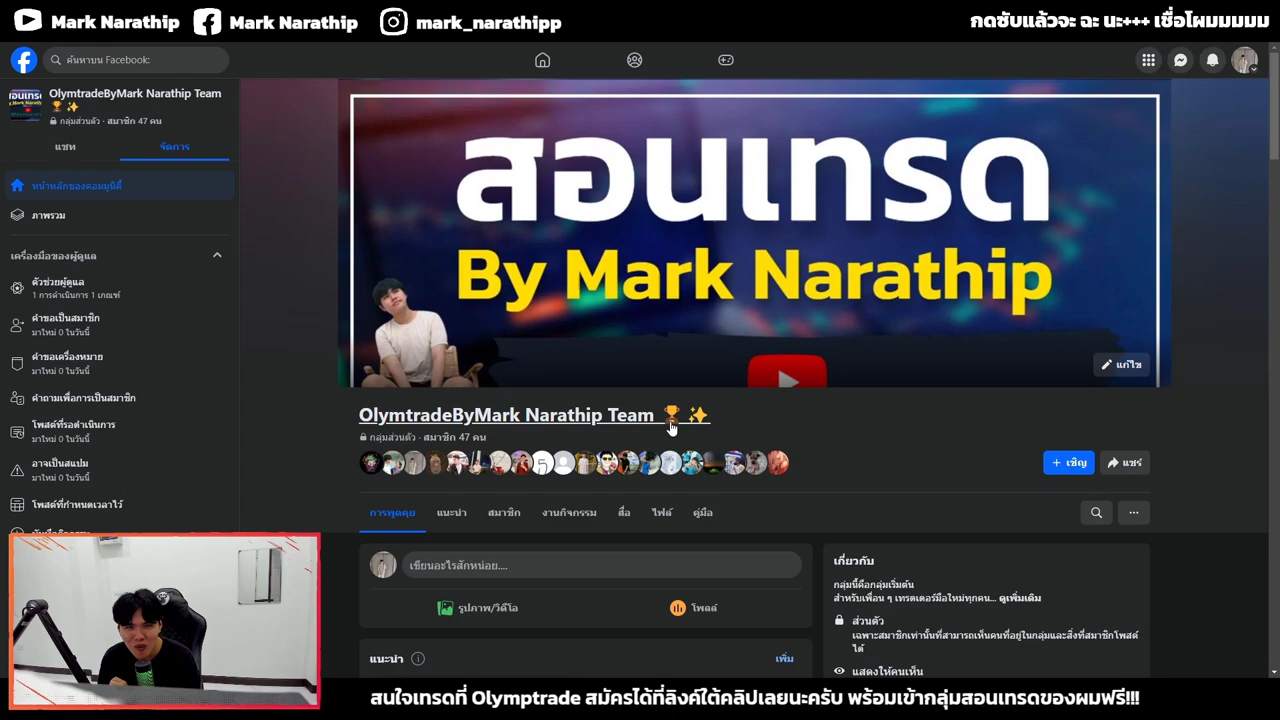 Mark Narathip Mark Narathip mark_narathipp
กดซับแล้วจะ ฉะ นะ+++ เชื่อโผมมมมม
ค้นหาบน Facebook:
OlymtradeByMark Narathip Team
🏆 ✨
กลุ่มส่วนตัว · สมาชิก 47 คน
แชท จัดการ
หน้าหลักของคอมมูนิตี้
ภาพรวม
เครื่องมือของผู้ดูแล
ตัวช่วยผู้ดูแล
1 การดำเนินการ 1 เกณฑ์
คำขอเป็นสมาชิก
มาใหม่ 0 ในวันนี้
คำขอเครื่องหมาย
มาใหม่ 0 ในวันนี้
คำถามเพื่อการเป็นสมาชิก
โพสต์ที่รอดำเนินการ
มาใหม่ 0 ในวันนี้
อาจเป็นสแปม
มาใหม่ 0 ในวันนี้
โพสต์ที่กำหนดเวลาไว้
สอนเทรด
By Mark Narathip
แก้ไข
OlymtradeByMark Narathip Team 🏆 ✨
กลุ่มส่วนตัว · สมาชิก 47 คน
+ เชิญ แชร์
การพูดคุย แนะนำ สมาชิก งานกิจกรรม สื่อ ไฟล์ คู่มือ
เขียนอะไรสักหน่อย....
รูปภาพ/วิดีโอ โพลล์
แนะนำ เพิ่ม
เกี่ยวกับ
กลุ่มนี้คือกลุ่มเริ่มต้น
สำหรับเพื่อน ๆ เทรดเดอร์มือใหม่ทุกคน... ดูเพิ่มเติม
ส่วนตัว
เฉพาะสมาชิกเท่านั้นที่สามารถเห็นคนที่อยู่ในกลุ่มและสิ่งที่สมาชิกโพสต์
ได้
แสดงให้คนเห็น
สนใจเทรดที่ Olymptrade สมัครได้ที่ลิงค์ใต้คลิปเลยนะครับ พร้อมเข้ากลุ่มสอนเทรดของผมฟรี!!!